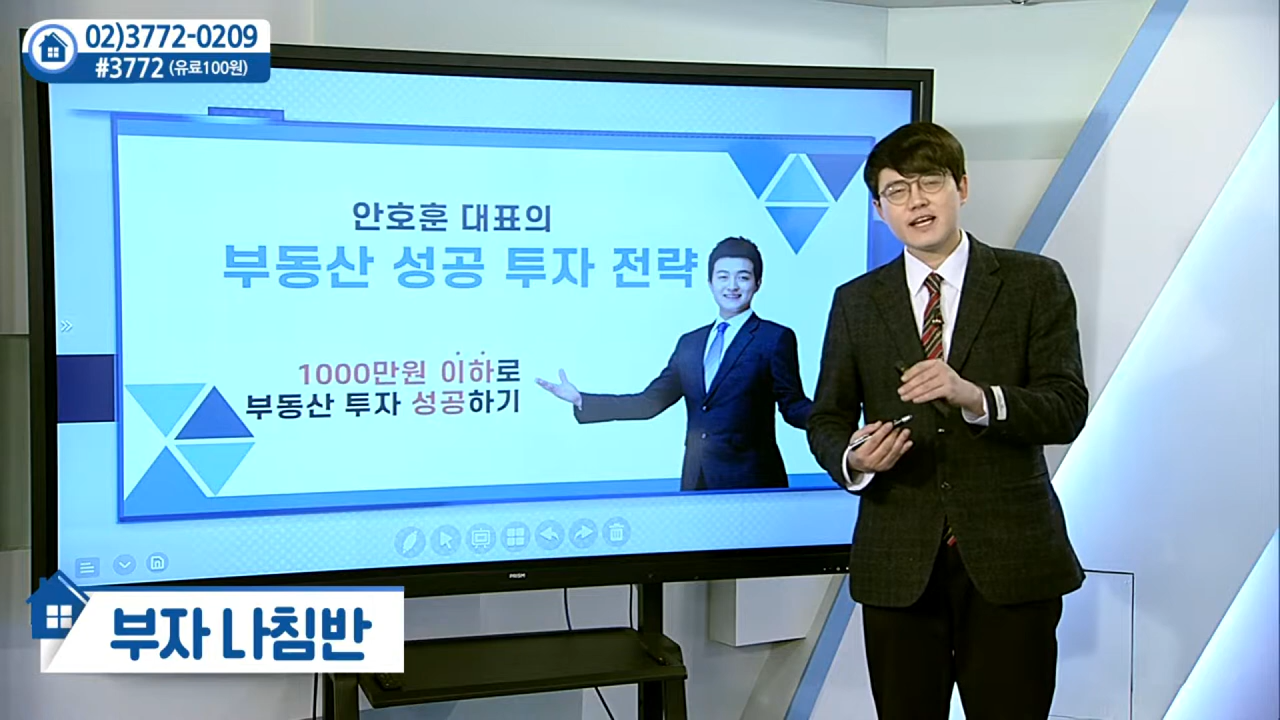 02)3772-0209
#3772 (유료100원)
안호훈 대표의
부동산 성공 투자 전략
1000만원 이하로
부동산 투자 성공하기
PRISM
부자 나침반